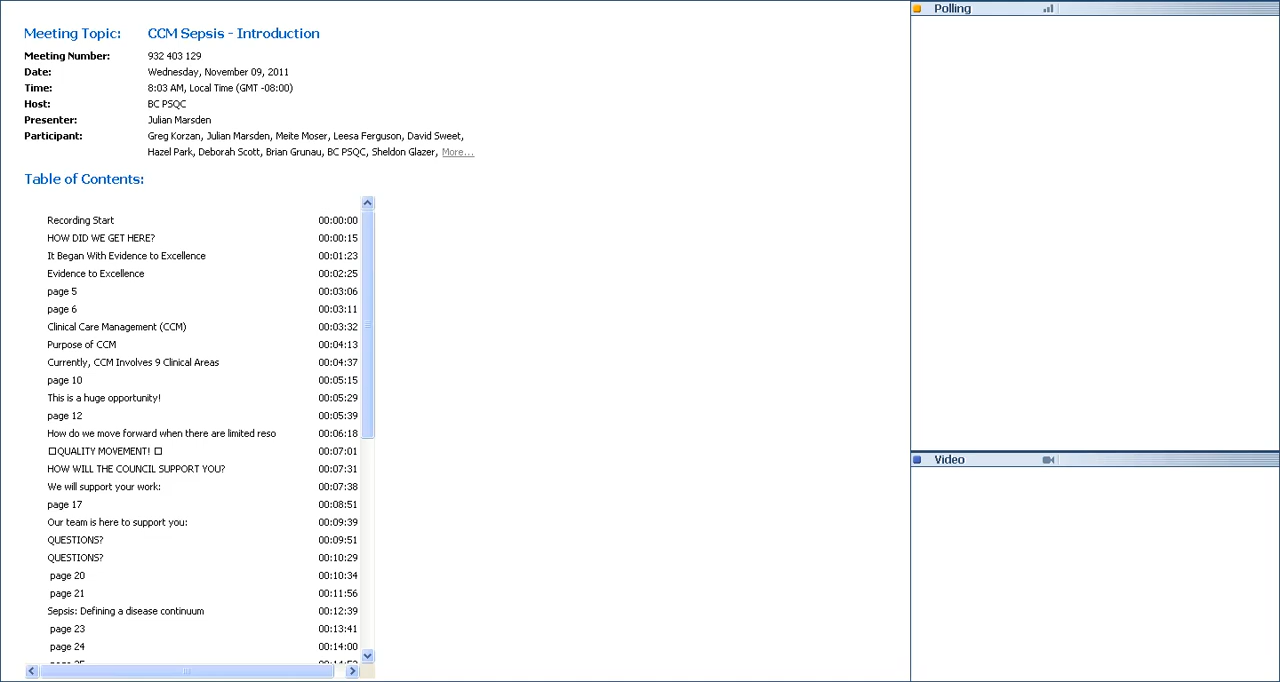 Meeting Topic: CCM Sepsis - Introduction
Meeting Number: 932 403 129
Date: Wednesday, November 09, 2011
Time: 8:03 AM, Local Time (GMT -08:00)
Host: BC PSQC
Presenter: Julian Marsden
Participant: Greg Korzan, Julian Marsden, Meite Moser, Leesa Ferguson, David Sweet,
Hazel Park, Deborah Scott, Brian Grunau, BC PSQC, Sheldon Glazer, More...
Table of Contents:
Recording Start 00:00:00
HOW DID WE GET HERE? 00:00:15
It Began With Evidence to Excellence 00:01:23
Evidence to Excellence 00:02:25
page 5 00:03:06
page 6 00:03:11
Clinical Care Management (CCM) 00:03:32
Purpose of CCM 00:04:13
Currently, CCM Involves 9 Clinical Areas 00:04:37
page 10 00:05:15
This is a huge opportunity! 00:05:29
page 12 00:05:39
How do we move forward when there are limited reso 00:06:18
□QUALITY MOVEMENT! □ 00:07:01
HOW WILL THE COUNCIL SUPPORT YOU? 00:07:31
We will support your work: 00:07:38
page 17 00:08:51
Our team is here to support you: 00:09:39
QUESTIONS? 00:09:51
QUESTIONS? 00:10:29
page 20 00:10:34
page 21 00:11:56
Sepsis: Defining a disease continuum 00:12:39
page 23 00:13:41
page 24 00:14:00
Polling
Video